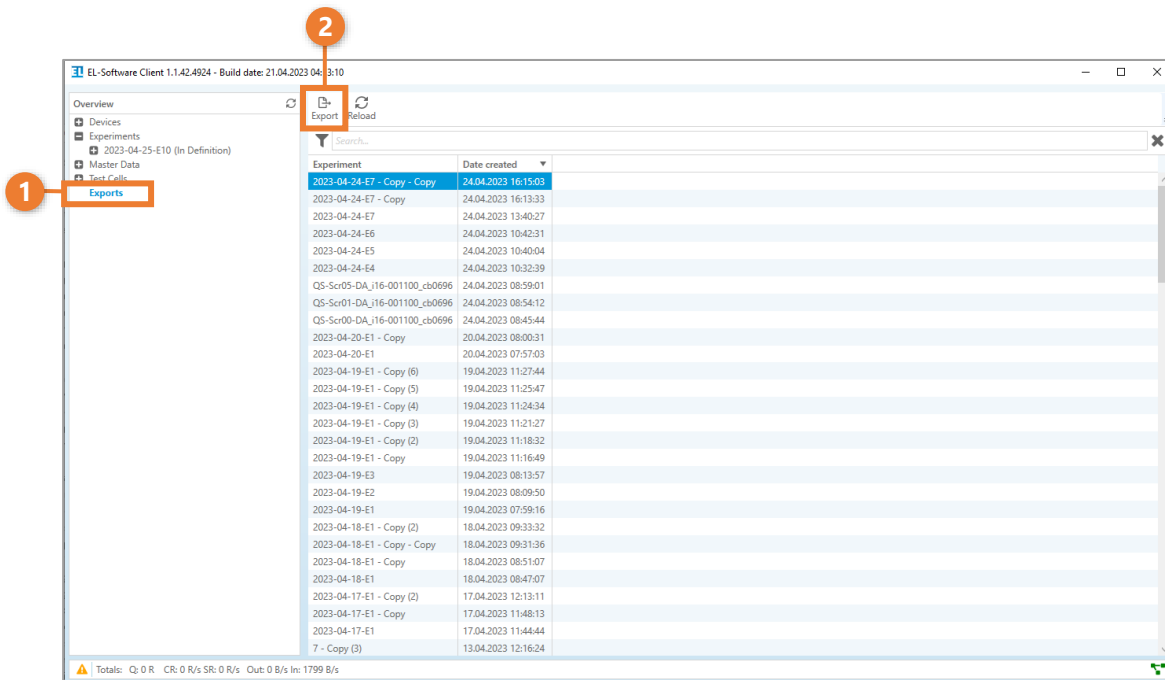 2
EL-Software Client 1.1.42.4924 - Build date: 21.04.2023 04: 3:10
Overview
Export Reload
Devices
Experiments
Search...
2023-04-25-E10 (In Definition)
Master Data
Experiment Date created
Test Cells
1
Exports
2023-04-24-E7 - Copy - Copy 24.04.2023 16:15:03
2023-04-24-E7 - Copy 24.04.2023 16:13:33
2023-04-24-E7 24.04.2023 13:40:27
2023-04-24-E6 24.04.2023 10:42:31
2023-04-24-E5 24.04.2023 10:40:04
2023-04-24-E4 24.04.2023 10:32:39
QS-Scr05-DA_i16-001100_cb0696 24.04.2023 08:59:01
QS-Scr01-DA_i16-001100_cb0696 24.04.2023 08:54:12
QS-Scr00-DA_i16-001100_cb0696 24.04.2023 08:45:44
2023-04-20-E1 - Copy 20.04.2023 08:00:31
2023-04-20-E1 20.04.2023 07:57:03
2023-04-19-E1 - Copy (6) 19.04.2023 11:27:44
2023-04-19-E1 - Copy (5) 19.04.2023 11:25:47
2023-04-19-E1 - Copy (4) 19.04.2023 11:24:34
2023-04-19-E1 - Copy (3) 19.04.2023 11:21:27
2023-04-19-E1 - Copy (2) 19.04.2023 11:18:32
2023-04-19-E1 - Copy 19.04.2023 11:16:49
2023-04-19-E3 19.04.2023 08:13:57
2023-04-19-E2 19.04.2023 08:09:50
2023-04-19-E1 19.04.2023 07:59:16
2023-04-18-E1 - Copy (2) 18.04.2023 09:33:32
2023-04-18-E1 - Copy - Copy 18.04.2023 09:31:36
2023-04-18-E1 - Copy 18.04.2023 08:51:07
2023-04-18-E1 18.04.2023 08:47:07
2023-04-17-E1 - Copy (2) 17.04.2023 12:13:11
2023-04-17-E1 - Copy 17.04.2023 11:48:13
2023-04-17-E1 17.04.2023 11:44:44
7 - Copy (3) 13.04.2023 12:16:24
Totals: Q: 0 R CR: 0 R/s SR: 0 R/s Out: 0 B/s In: 1799 B/s